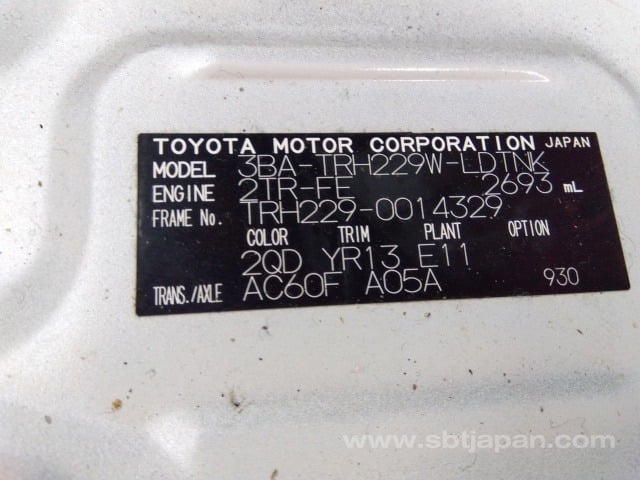 TOYOTA MOTOR CORPORATION JAPAN
MODEL 3BA-TRH229W-LDTNK
ENGINE 2TR-FE 2693 mL
FRAME No. TRH229-0014329
COLOR TRIM PLANT OPTION
2QD YR13 E11
TRANS./AXLE AC60F A05A 930
www.sbtjapan.com